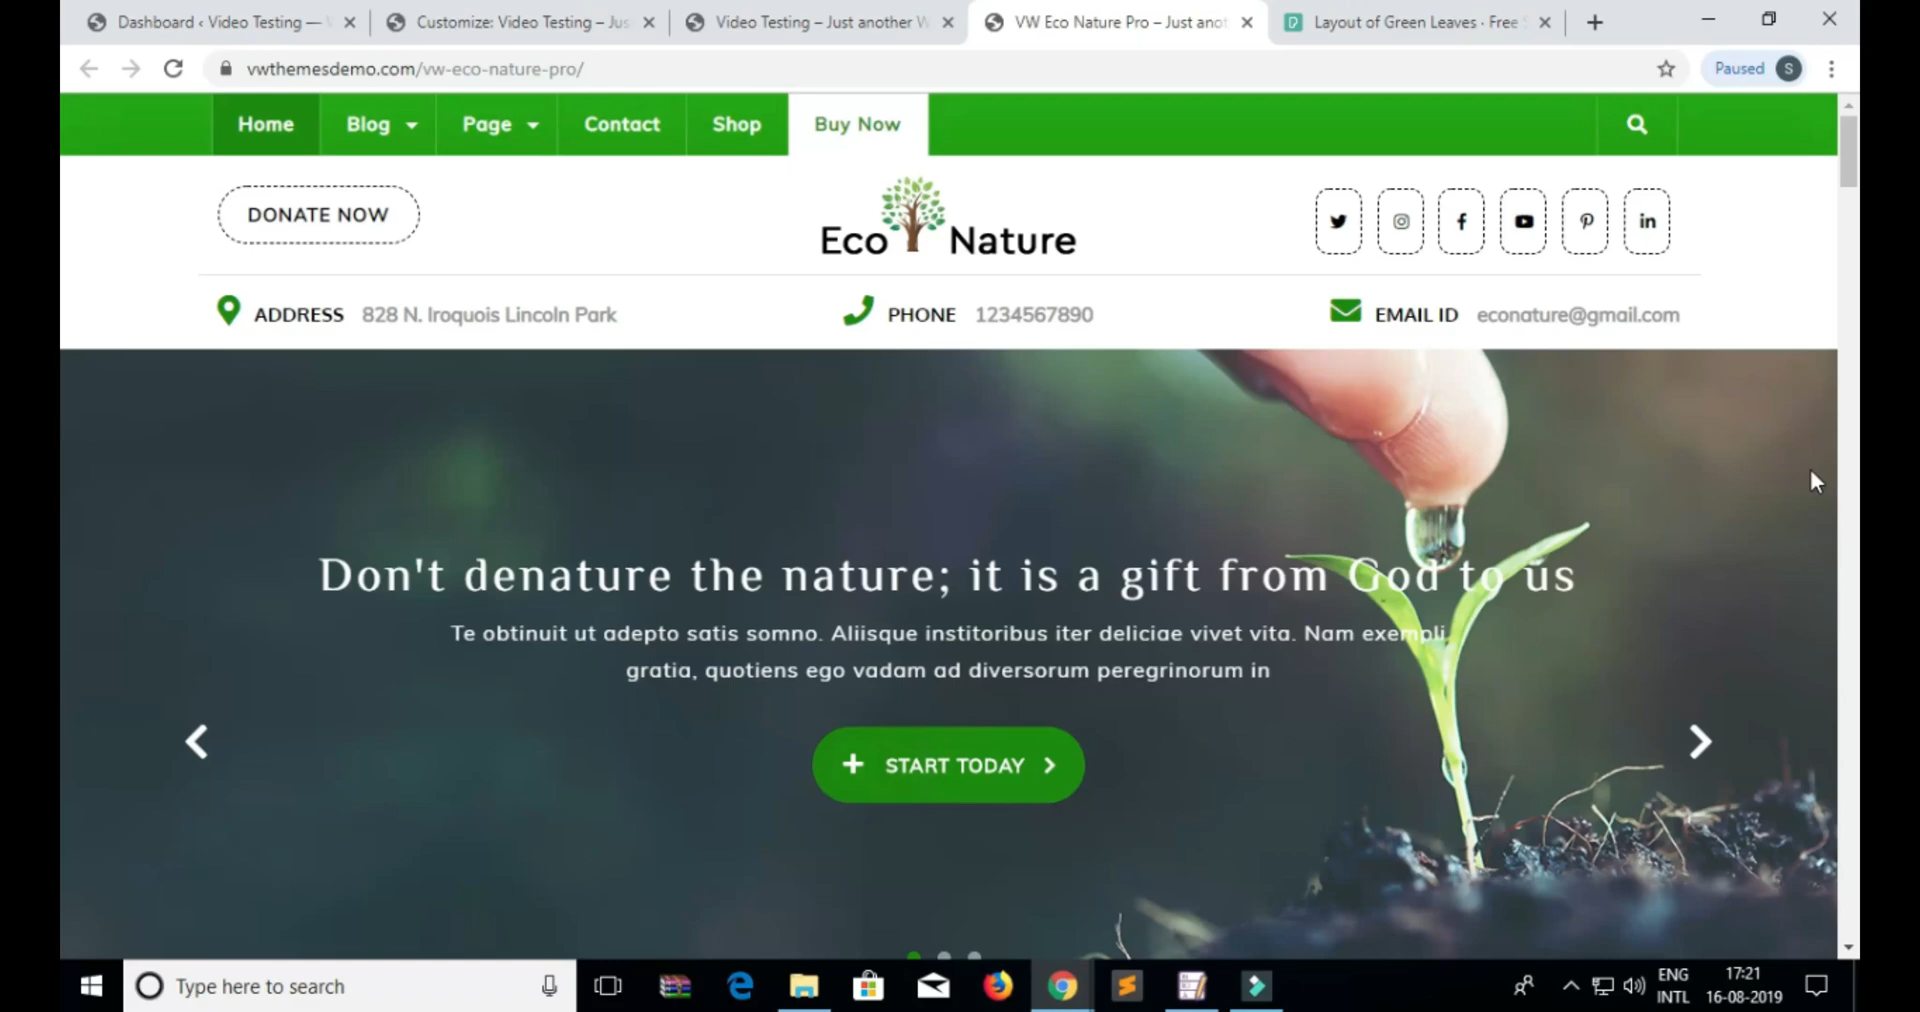 Dashboard ‹ Video Testing —
Customize: Video Testing – Jus
Video Testing – Just another W
VW Eco Nature Pro – Just anot
Layout of Green Leaves · Free S
vwthemesdemo.com/vw-eco-nature-pro/
Paused S
Home Blog Page Contact Shop Buy Now
DONATE NOW
Eco Nature
ADDRESS 828 N. Iroquois Lincoln Park
PHONE 1234567890
EMAIL ID econature@gmail.com
Don't denature the nature; it is a gift from God to us
Te obtinuit ut adepto satis somno. Aliisque institoribus iter deliciae vivet vita. Nam exempli
gratia, quotiens ego vadam ad diversorum peregrinorum in
START TODAY
Type here to search
ENG
INTL
17:21
16-08-2019